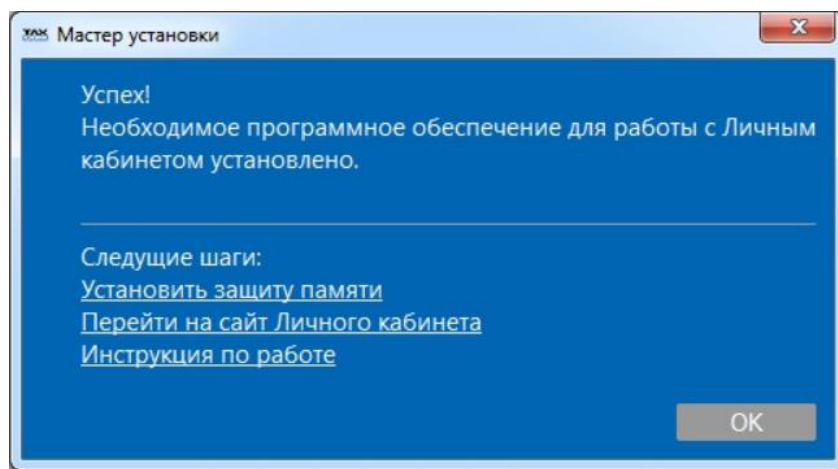 TAX Мастер установки
Успех!
Необходимое программное обеспечение для работы с Личным
кабинетом установлено.
Следущие шаги:
Установить защиту памяти
Перейти на сайт Личного кабинета
Инструкция по работе
OK